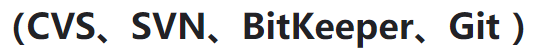 （CVS、SVN、BitKeeper、Git ）